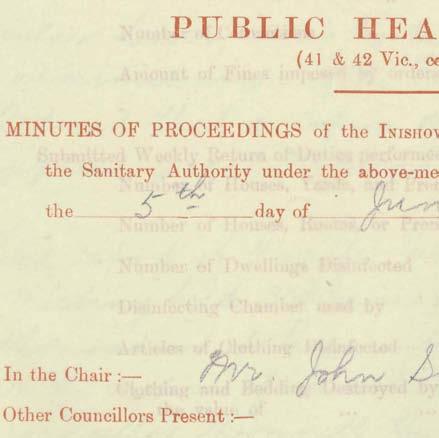 PUBLIC HEA
(41 & 42 Vic., c
MINUTES OF PROCEEDINGS of the INISHOW
the Sanitary Authority under the above-me
the 5th day of Jun
In the Chair :— Mr. John S
Other Councillors Present :—